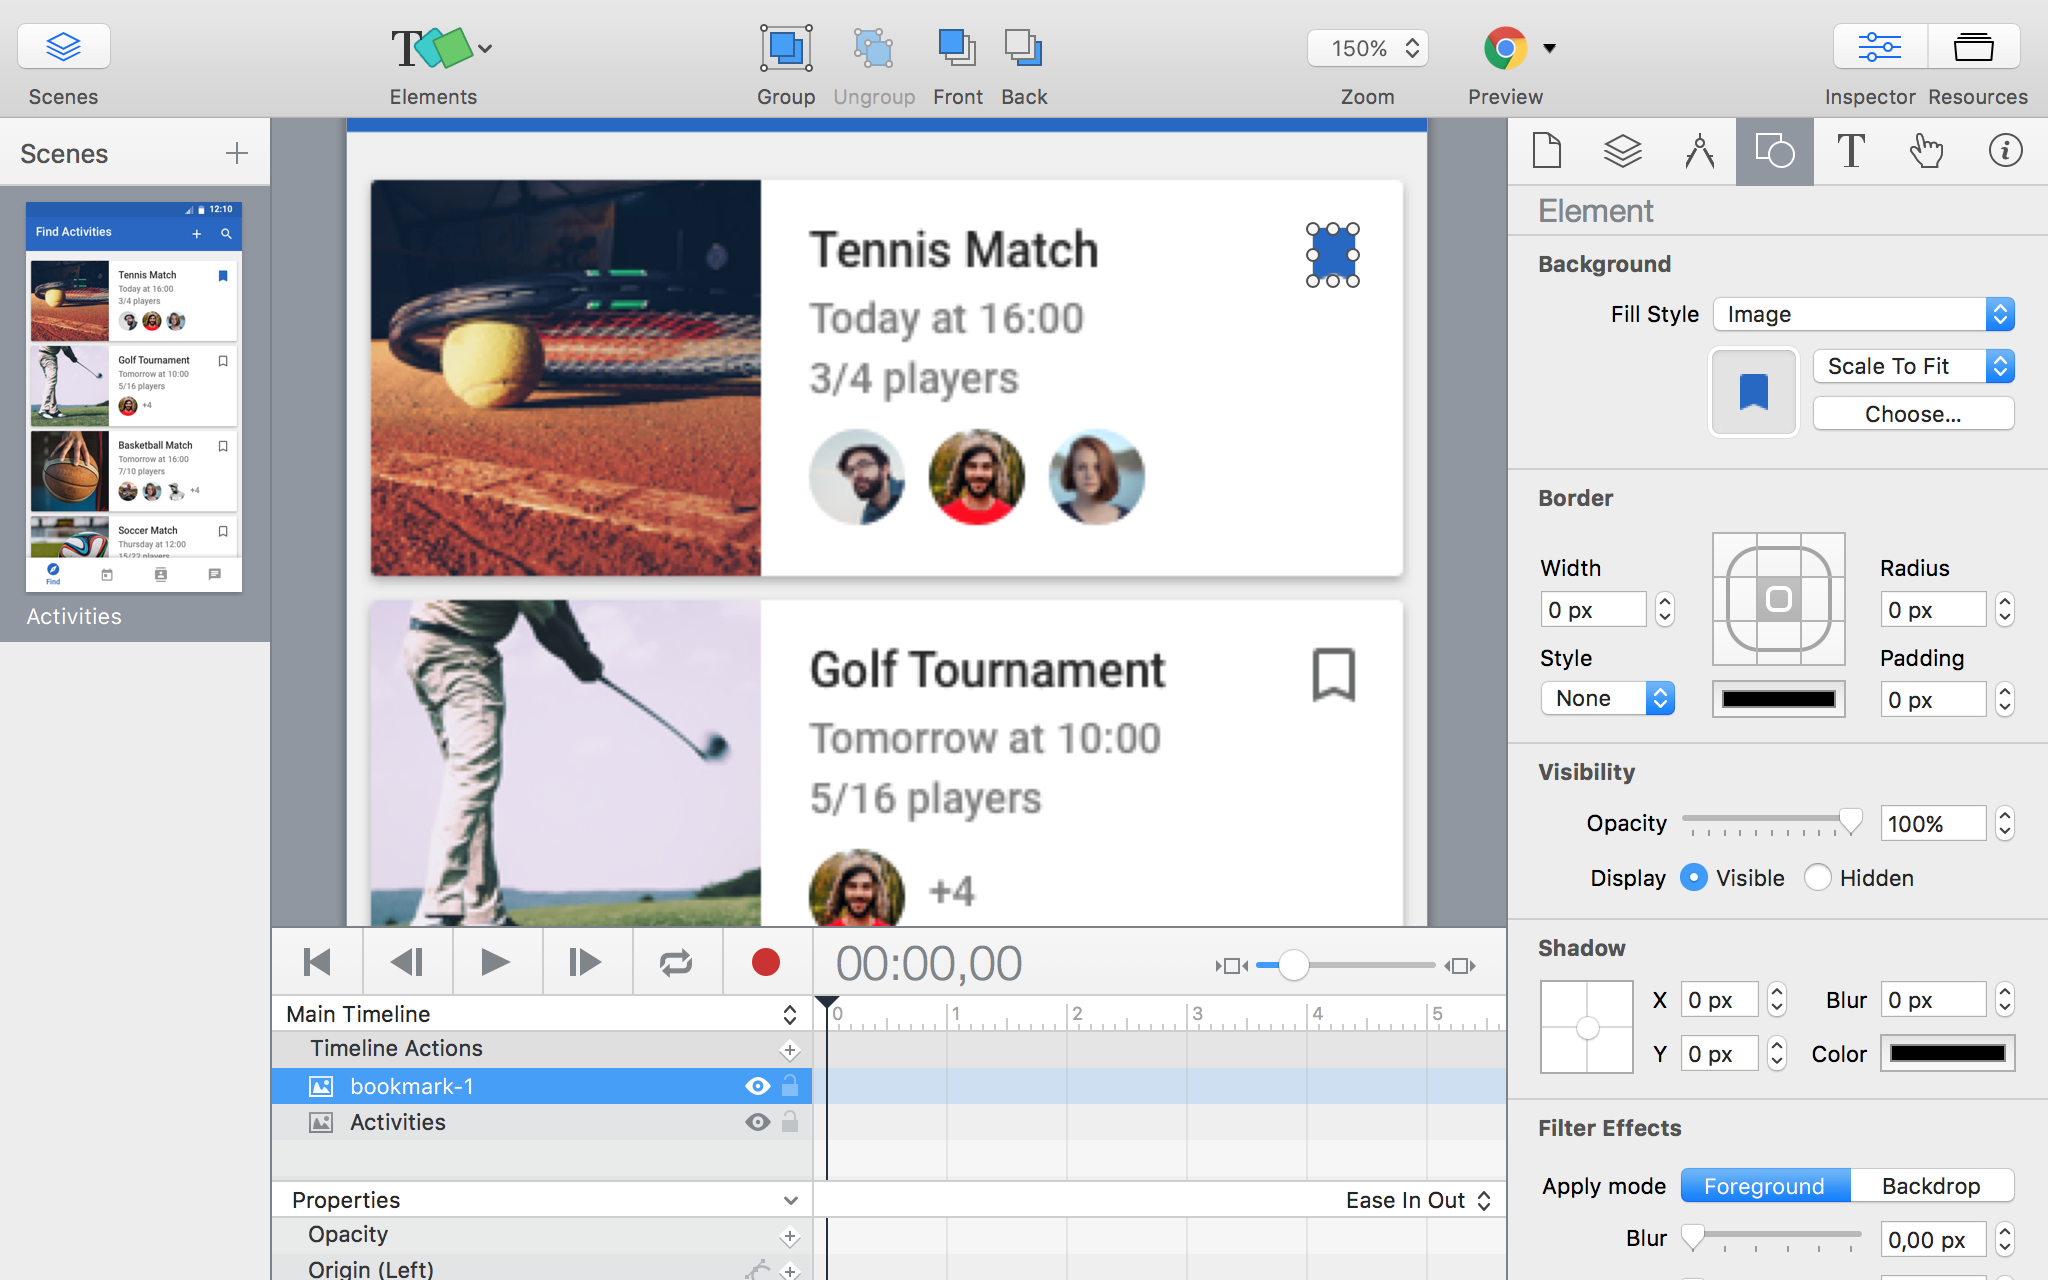 Scenes
Elements
Group
Ungroup
Front
Back
150%
Zoom
Preview
Inspector
Resources
Scenes
12:10
Find Activities
Tennis Match
Today at 16:00
3/4 players
Golf Tournament
Tomorrow at 10:00
5/16 players
+4
Basketball Match
Tomorrow at 16:00
7/10 players
+4
Soccer Match
Thursday at 12:00
15/22 players
Find
Activities
Tennis Match
Today at 16:00
3/4 players
Golf Tournament
Tomorrow at 10:00
5/16 players
+4
00:00,00
Main Timeline
0 1 2 3 4 5
Timeline Actions
bookmark-1
Activities
Properties
Ease In Out
Opacity
Origin (Left)
Element
Background
Fill Style
Image
Scale To Fit
Choose...
Border
Width
0 px
Radius
0 px
Style
None
Padding
0 px
Visibility
Opacity
100%
Display
Visible
Hidden
Shadow
X
0 px
Blur
0 px
Y
0 px
Color
Filter Effects
Apply mode
Foreground
Backdrop
Blur
0,00 px